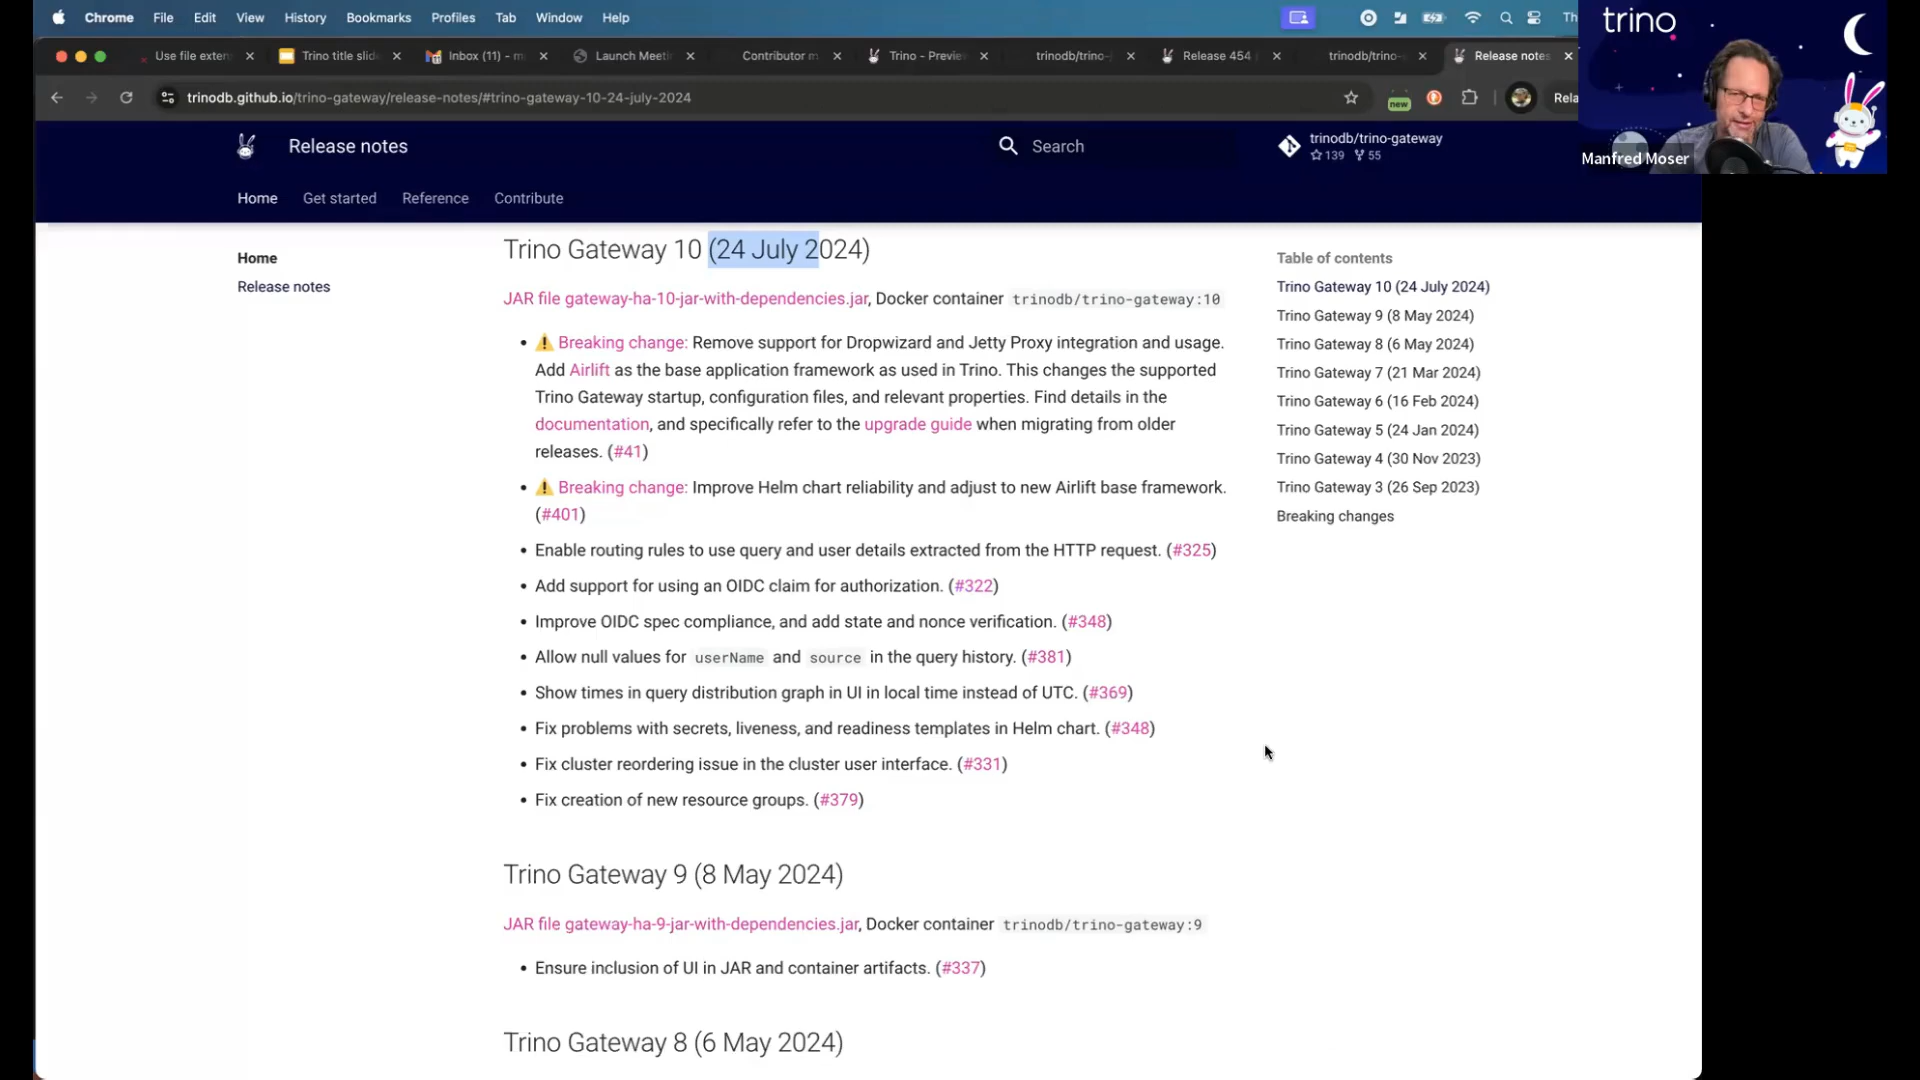 Chrome File Edit View History Bookmarks Profiles Tab Window Help Th
Use file exten Trino title slid Inbox (11) – m Launch Meeti Contributor m Trino – Previe trinodb/trino- Release 454 trinodb/trino- Release notes
trinodb.github.io/trino-gateway/release-notes/#trino-gateway-10-24-july-2024
new
Rela
trino
Manfred Moser
Release notes
Search
trinodb/trino-gateway
139 55
Home Get started Reference Contribute
Home
Release notes
Trino Gateway 10 (24 July 2024)
JAR file gateway-ha-10-jar-with-dependencies.jar, Docker container trinodb/trino-gateway:10
• ⚠️ Breaking change: Remove support for Dropwizard and Jetty Proxy integration and usage.
Add Airlift as the base application framework as used in Trino. This changes the supported
Trino Gateway startup, configuration files, and relevant properties. Find details in the
documentation, and specifically refer to the upgrade guide when migrating from older
releases. (#41)
• ⚠️ Breaking change: Improve Helm chart reliability and adjust to new Airlift base framework.
(#401)
• Enable routing rules to use query and user details extracted from the HTTP request. (#325)
• Add support for using an OIDC claim for authorization. (#322)
• Improve OIDC spec compliance, and add state and nonce verification. (#348)
• Allow null values for userName and source in the query history. (#381)
• Show times in query distribution graph in UI in local time instead of UTC. (#369)
• Fix problems with secrets, liveness, and readiness templates in Helm chart. (#348)
• Fix cluster reordering issue in the cluster user interface. (#331)
• Fix creation of new resource groups. (#379)
Trino Gateway 9 (8 May 2024)
JAR file gateway-ha-9-jar-with-dependencies.jar, Docker container trinodb/trino-gateway:9
• Ensure inclusion of UI in JAR and container artifacts. (#337)
Trino Gateway 8 (6 May 2024)
Table of contents
Trino Gateway 10 (24 July 2024)
Trino Gateway 9 (8 May 2024)
Trino Gateway 8 (6 May 2024)
Trino Gateway 7 (21 Mar 2024)
Trino Gateway 6 (16 Feb 2024)
Trino Gateway 5 (24 Jan 2024)
Trino Gateway 4 (30 Nov 2023)
Trino Gateway 3 (26 Sep 2023)
Breaking changes